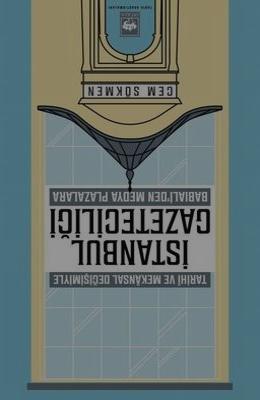 TARİHİ VE MEKÂNSAL DEĞİŞİMİYLE
İSTANBUL
GAZETECİLİĞİ
BABIALİ'DEN MEDYA PLAZALARA
CEM SÖKMEN